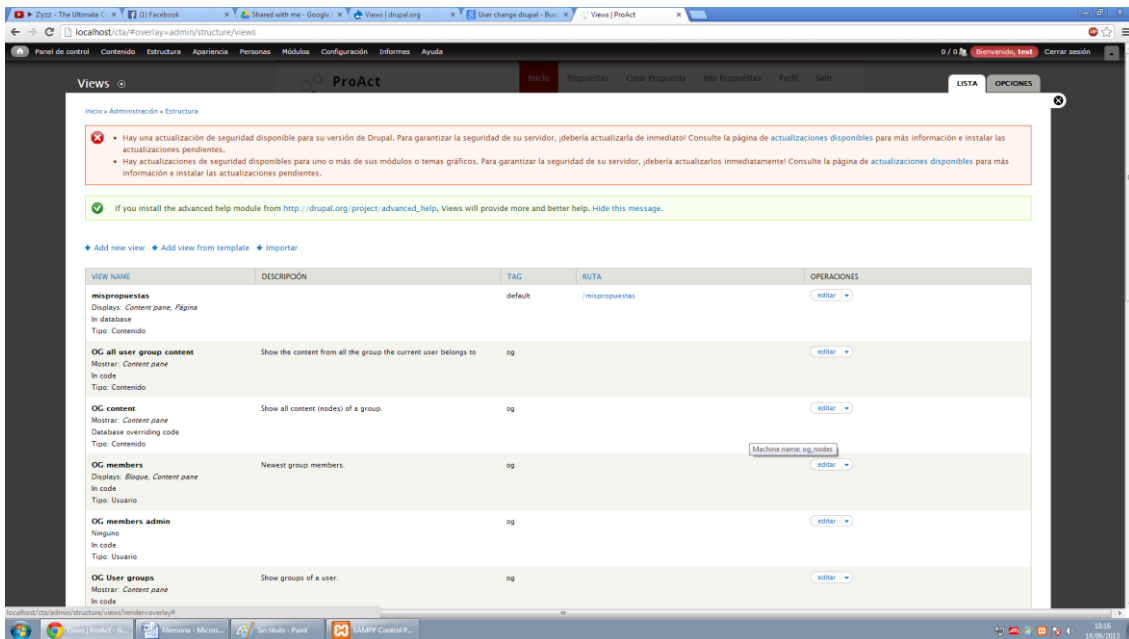 Zyzz - The Ultimate C
(1) Facebook
Shared with me - Google
Views | drupal.org
User change drupal - Bus
Views | ProAct
localhost/cta/#overlay=admin/structure/views
Panel de control Contenido Estructura Apariencia Personas Módulos Configuración Informes Ayuda
0 / 0 Bienvenido, test Cerrar sesión
ProAct
Inicio Propuestas Crear Propuesta Mis Propuestas Perfil Salir
Views
LISTA OPCIONES
Inicio » Administración » Estructura
Hay una actualización de seguridad disponible para su versión de Drupal. Para garantizar la seguridad de su servidor, ¡debería actualizarla de inmediato! Consulte la página de actualizaciones disponibles para más información e instalar las
actualizaciones pendientes.
Hay actualizaciones de seguridad disponibles para uno o más de sus módulos o temas gráficos. Para garantizar la seguridad de su servidor, ¡debería actualizarlos inmediatamente! Consulte la página de actualizaciones disponibles para más
información e instalar las actualizaciones pendientes.
If you install the advanced help module from http://drupal.org/project/advanced_help, Views will provide more and better help. Hide this message.
+ Add new view + Add view from template + Importar
VIEW NAME DESCRIPCIÓN TAG RUTA OPERACIONES
mispropuestas default /mispropuestas editar
Displays: Content pane, Página
In database
Tipo: Contenido
OG all user group content Show the content from all the group the current user belongs to og editar
Mostrar: Content pane
In code
Tipo: Contenido
OG content Show all content (nodes) of a group. og editar
Mostrar: Content pane
Database overriding code
Tipo: Contenido
Machine name: og_nodes
OG members Newest group members. og editar
Displays: Bloque, Content pane
In code
Tipo: Usuario
OG members admin og editar
Ninguno
In code
Tipo: Usuario
OG User groups Show groups of a user. og editar
Mostrar: Content pane
In code
localhost/cta/admin/structure/views?render=overlay#
Views | ProAct - G...
Memoria - Micros...
Sin título - Paint
XAMPP Control P...
18:16
18/08/2013